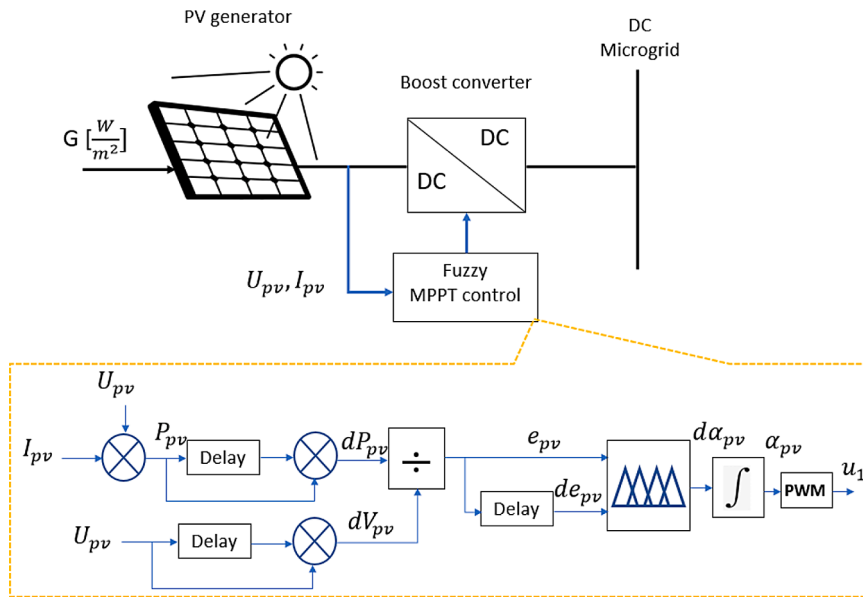 PV generator
DC
Microgrid
Boost converter
G [W/m²]
DC
DC
U_pv, I_pv
Fuzzy
MPPT control
U_pv
I_pv
P_pv
Delay
dP_pv
÷
e_pv
dα_pv
α_pv
u_1
∫
PWM
Delay
de_pv
U_pv
Delay
dV_pv